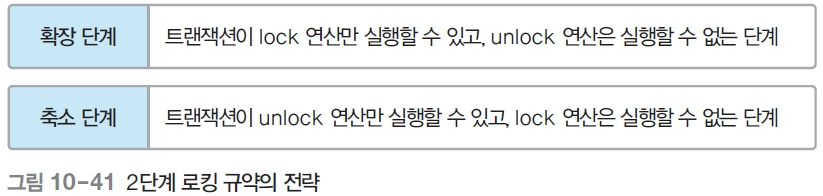 확장 단계 트랜잭션이 lock 연산만 실행할 수 있고, unlock 연산은 실행할 수 없는 단계
축소 단계 트랜잭션이 unlock 연산만 실행할 수 있고, lock 연산은 실행할 수 없는 단계
그림 10-41 2단계 로킹 규약의 전략